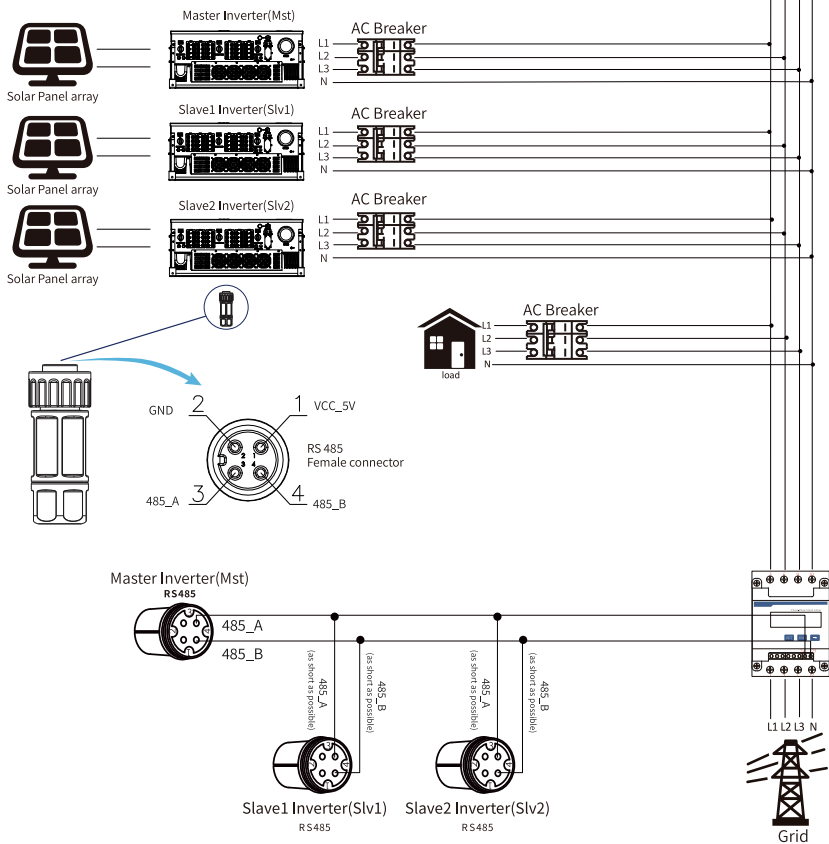 Master Inverter(Mst)
AC Breaker
L1
L2
L3
N
Solar Panel array
Slave1 Inverter(Slv1)
AC Breaker
L1
L2
L3
N
Solar Panel array
Slave2 Inverter(Slv2)
AC Breaker
L1
L2
L3
N
Solar Panel array
AC Breaker
L1
L2
L3
N
load
GND 2
1 VCC_5V
2 1
3 4
RS 485
Female connector
485_A 3
4 485_B
Master Inverter(Mst)
RS485
485_A
485_B
485_A
(as short as possible)
485_B
(as short as possible)
485_A
(as short as possible)
485_B
(as short as possible)
Slave1 Inverter(Slv1)
RS485
Slave2 Inverter(Slv2)
RS485
L1 L2 L3 N
Grid